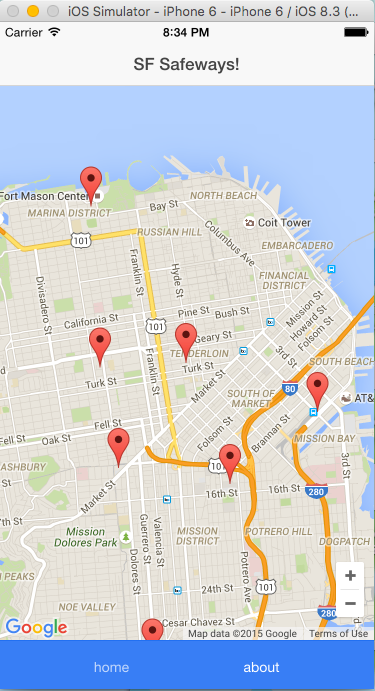 iOS Simulator - iPhone 6 - iPhone 6 / iOS 8.3 (...
Carrier 8:34 PM
SF Safeways!
Fort Mason Center
NORTH BEACH
MARINA DISTRICT
Bay St
Coit Tower
101
RUSSIAN HILL
Columbus Ave
EMBARCADERO
Franklin St
Hyde St
FINANCIAL
DISTRICT
Divisadero St
Pine St
Bush St
Mission St
Howard St
Folsom St
California St
101
Geary St
TENDERLOIN
3rd St
SOUTH BEACH
Turk St
Turk St
Franklin St
Market St
SOUTH OF
MARKET
80
AT&
Fell St
Fell St
Oak St
Folsom St
Brannan St
MISSION BAY
ASHBURY
101
Market St
16th St
16th St
280
3rd St
7th St
Mission
Dolores Park
Valencia St
Guerrero St
Dolores St
MISSION
DISTRICT
POTRERO HILL
DOGPATCH
N PEAKS
Potrero Ave
24th St
101
280
NOE VALLEY
Cesar Chavez St
+
−
Google
Map data ©2015 Google
Terms of Use
home
about